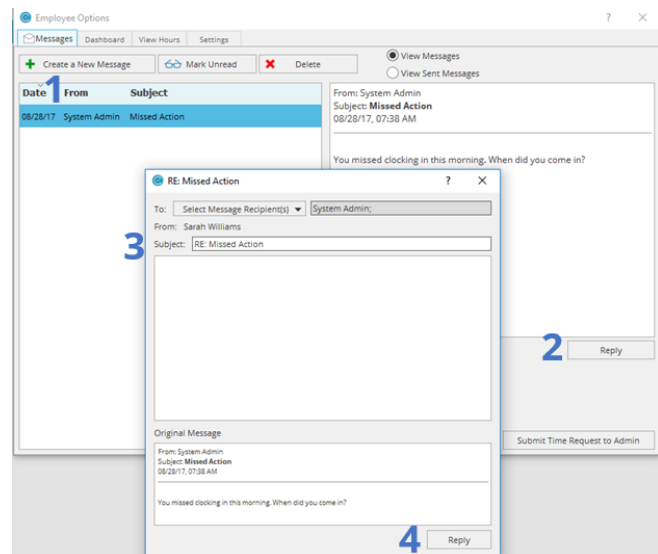 Employee Options
Messages Dashboard View Hours Settings
Create a New Message Mark Unread Delete
View Messages
View Sent Messages
1
Date From Subject
08/28/17 System Admin Missed Action
From: System Admin
Subject: Missed Action
08/28/17, 07:38 AM
You missed clocking in this morning. When did you come in?
2
Reply
Submit Time Request to Admin
RE: Missed Action
To: Select Message Recipient(s) System Admin;
From: Sarah Williams
3
Subject: RE: Missed Action
Original Message
From: System Admin
Subject: Missed Action
08/28/17, 07:38 AM
You missed clocking in this morning. When did you come in?
4
Reply